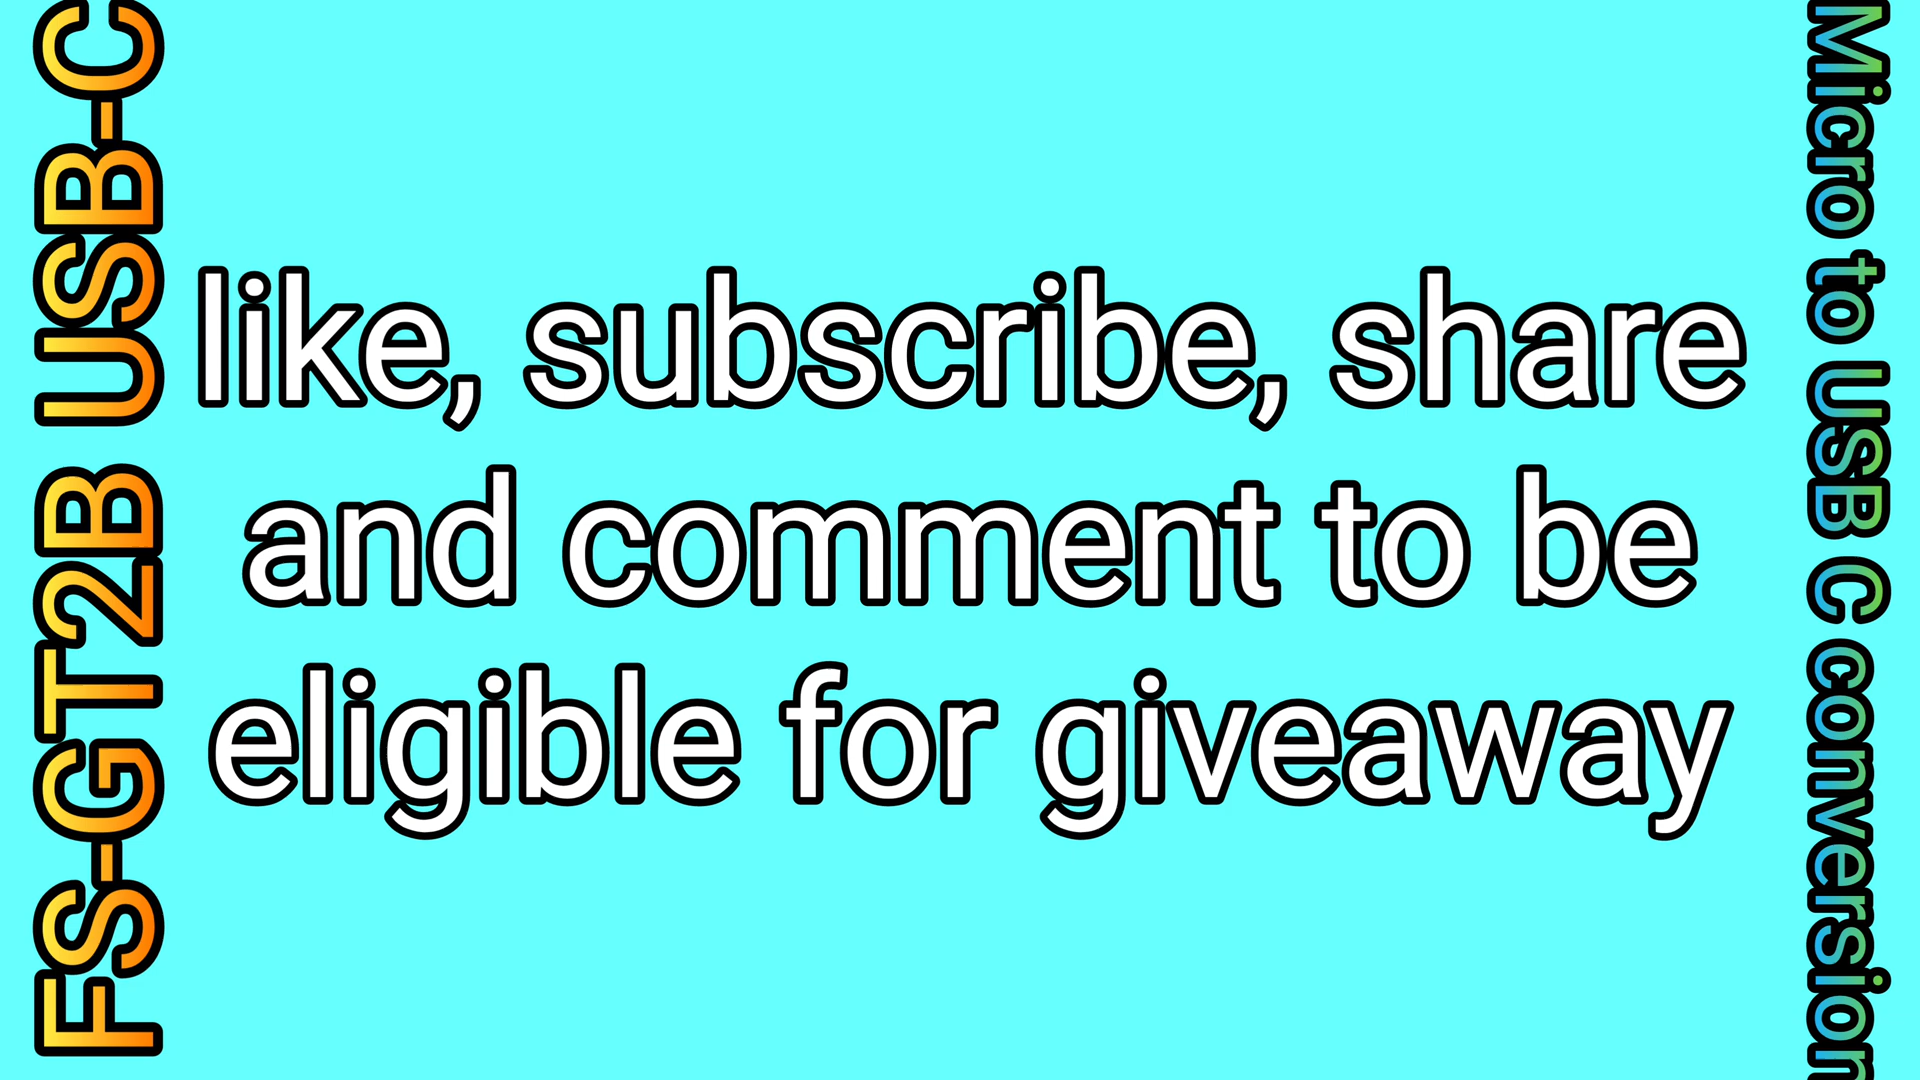 FS-GT2B USB-C
like, subscribe, share
and comment to be
eligible for giveaway
Micro to USB C conversion